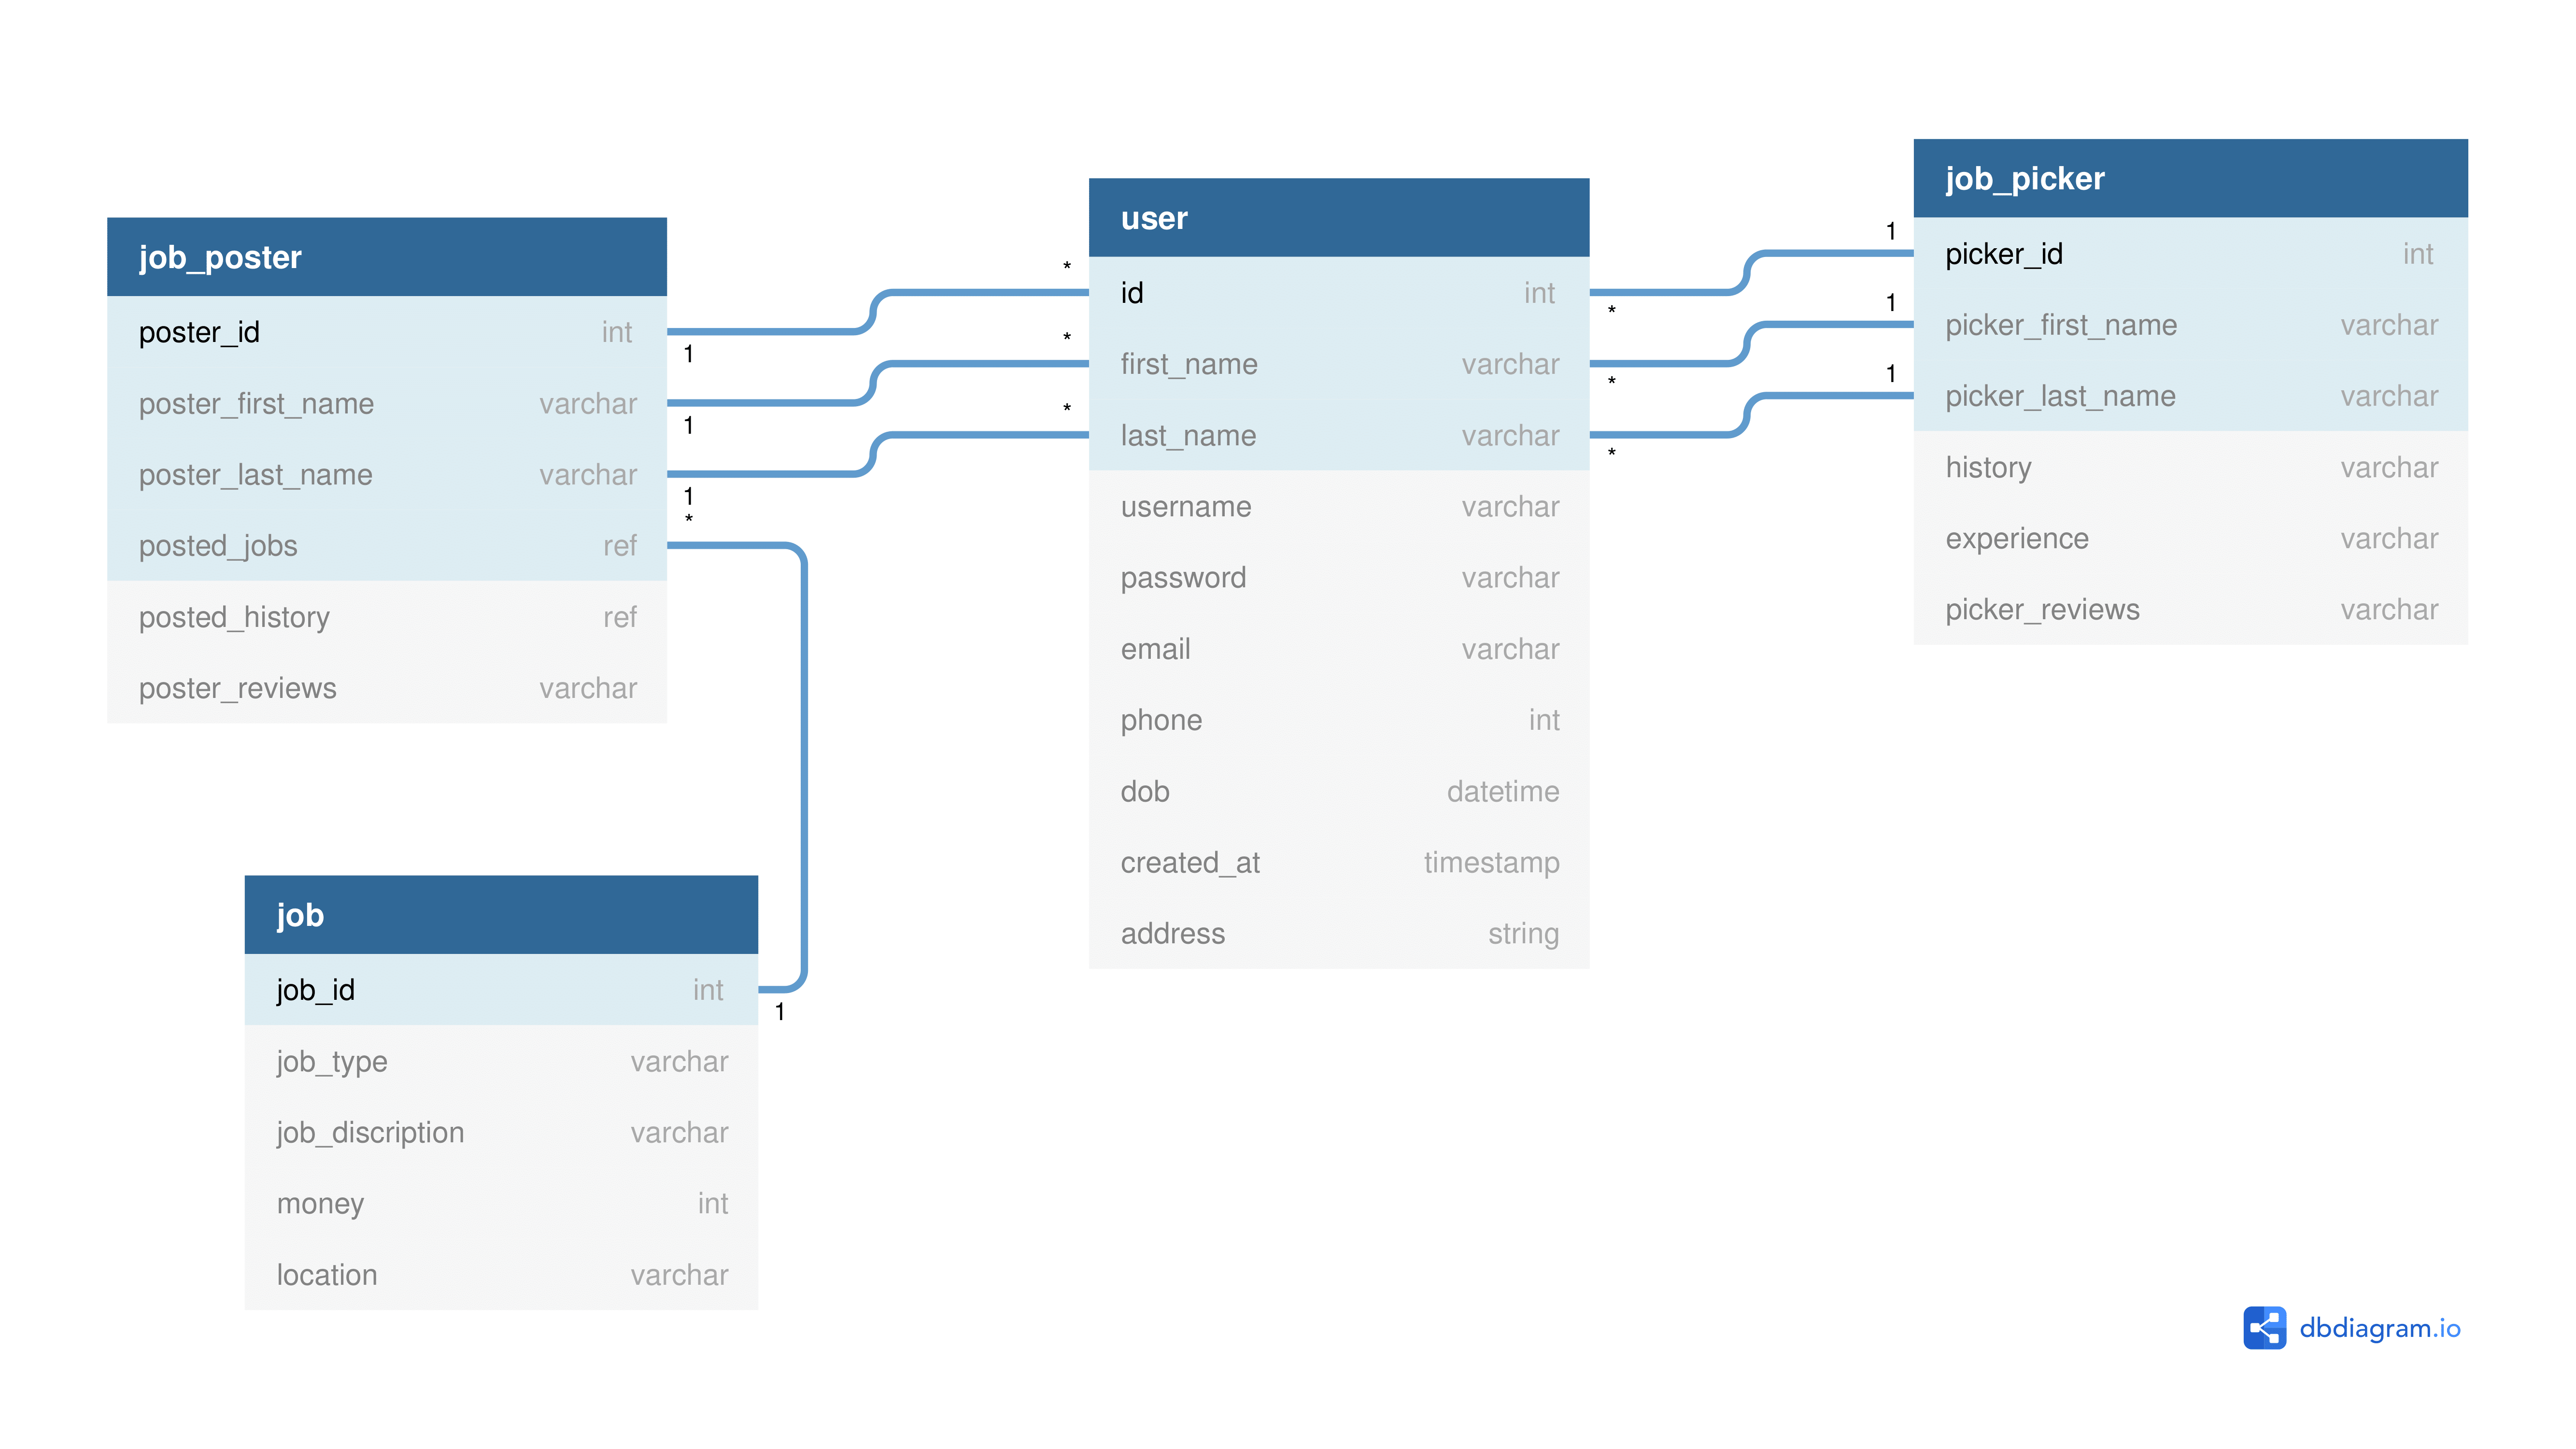 job_poster
poster_id int
poster_first_name varchar
poster_last_name varchar
posted_jobs ref
posted_history ref
poster_reviews varchar
1
1
1
*
*
*
*
user
id int
first_name varchar
last_name varchar
username varchar
password varchar
email varchar
phone int
dob datetime
created_at timestamp
address string
*
*
*
1
1
1
job_picker
picker_id int
picker_first_name varchar
picker_last_name varchar
history varchar
experience varchar
picker_reviews varchar
job
job_id int
job_type varchar
job_discription varchar
money int
location varchar
1
dbdiagram.io